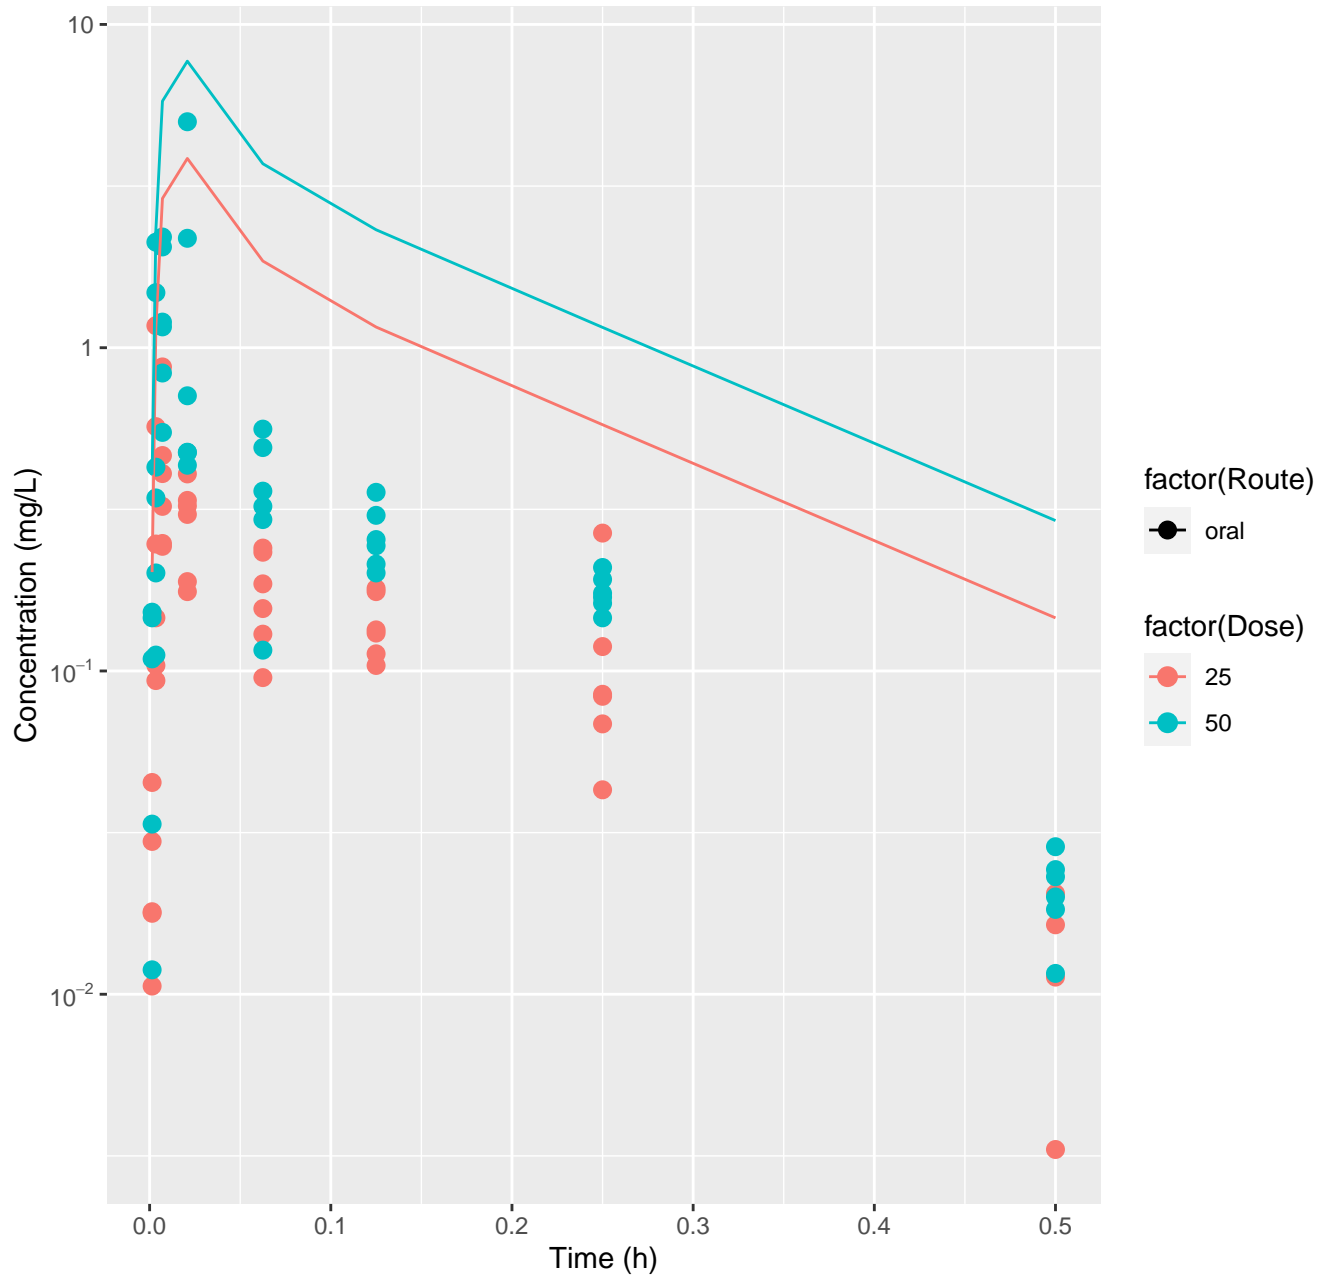 10
1
10⁻¹
10⁻²
Concentration (mg/L)
0.0
0.1
0.2
0.3
0.4
0.5
Time (h)
factor(Route)
oral
factor(Dose)
25
50